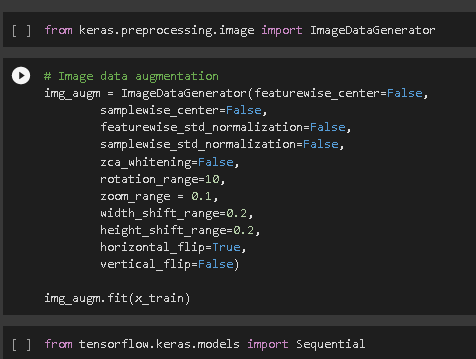 [ ] from keras.preprocessing.image import ImageDataGenerator
# Image data augmentation
img_augm = ImageDataGenerator(featurewise_center=False,
samplewise_center=False,
featurewise_std_normalization=False,
samplewise_std_normalization=False,
zca_whitening=False,
rotation_range=10,
zoom_range = 0.1,
width_shift_range=0.2,
height_shift_range=0.2,
horizontal_flip=True,
vertical_flip=False)
img_augm.fit(x_train)
[ ] from tensorflow.keras.models import Sequential